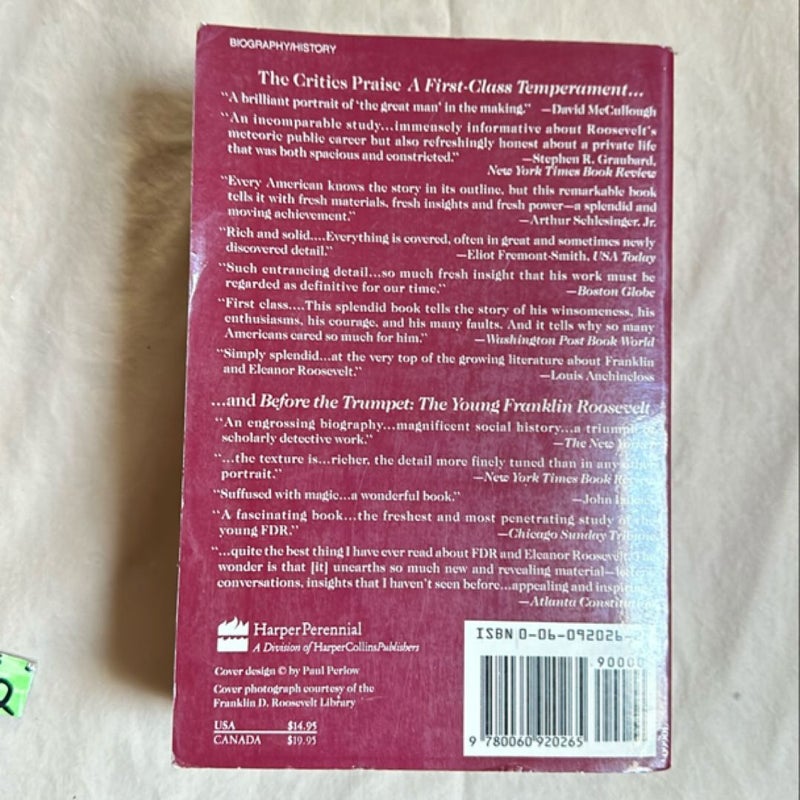 BIOGRAPHY/HISTORY
The Critics Praise A First-Class Temperament...
"A brilliant portrait of 'the great man' in the making." —David McCullough
"An incomparable study...immensely informative about Roosevelt's
meteoric public career but also refreshingly honest about a private life
that was both spacious and constricted." —Stephen R. Graubard,
New York Times Book Review
"Every American knows the story in its outline, but this remarkable book
tells it with fresh materials, fresh insights and fresh power—a splendid and
moving achievement." —Arthur Schlesinger, Jr.
"Rich and solid....Everything is covered, often in great and sometimes newly
discovered detail." —Eliot Fremont-Smith, USA Today
"Such entrancing detail...so much fresh insight that his work must be
regarded as definitive for our time." —Boston Globe
"First class....This splendid book tells the story of his winsomeness, his
enthusiasms, his courage, and his many faults. And it tells why so many
Americans cared so much for him." —Washington Post Book World
"Simply splendid...at the very top of the growing literature about Franklin
and Eleanor Roosevelt." —Louis Auchincloss
...and Before the Trumpet: The Young Franklin Roosevelt
"An engrossing biography...magnificent social history...a triumph of
scholarly detective work." —The New
"...the texture is...richer, the detail more finely tuned than in any other
portrait." —New York Times Book Review
"Suffused with magic...a wonderful book." —John
"A fascinating book...the freshest and most penetrating study of the
young FDR." —Chicago Sunday Tribune
"...quite the best thing I have ever read about FDR and Eleanor Roosevelt. The
wonder is that [it] unearths so much new and revealing material—letters,
conversations, insights that I haven't seen before...appealing and inspiring."
—Atlanta Constitution
HarperPerennial
A Division of HarperCollinsPublishers
Cover design © by Paul Perlow
Cover photograph courtesy of the
Franklin D. Roosevelt Library
USA $14.95
CANADA $19.95
ISBN 0-06-092026-
90000
9 780060 920265